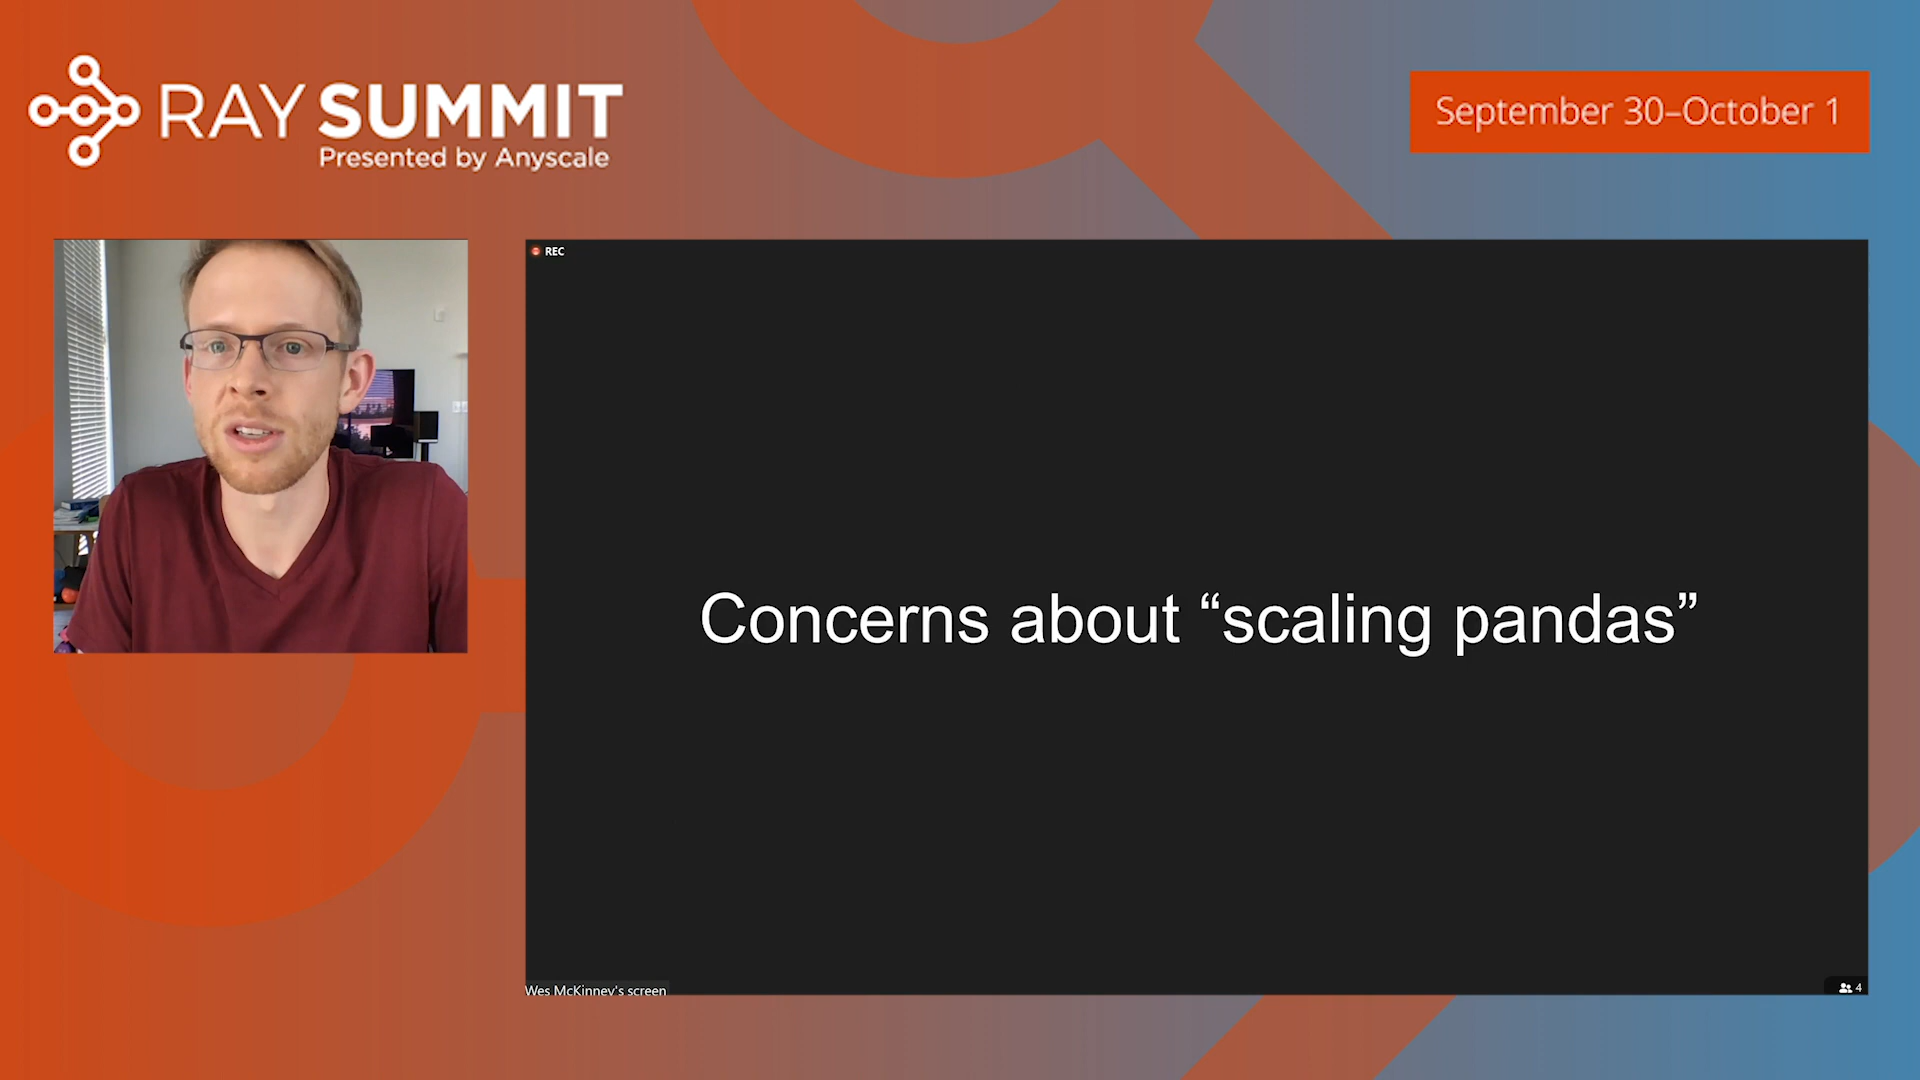 RAY SUMMIT
Presented by Anyscale
September 30–October 1
REC
Concerns about “scaling pandas”
Wes McKinney's screen
4